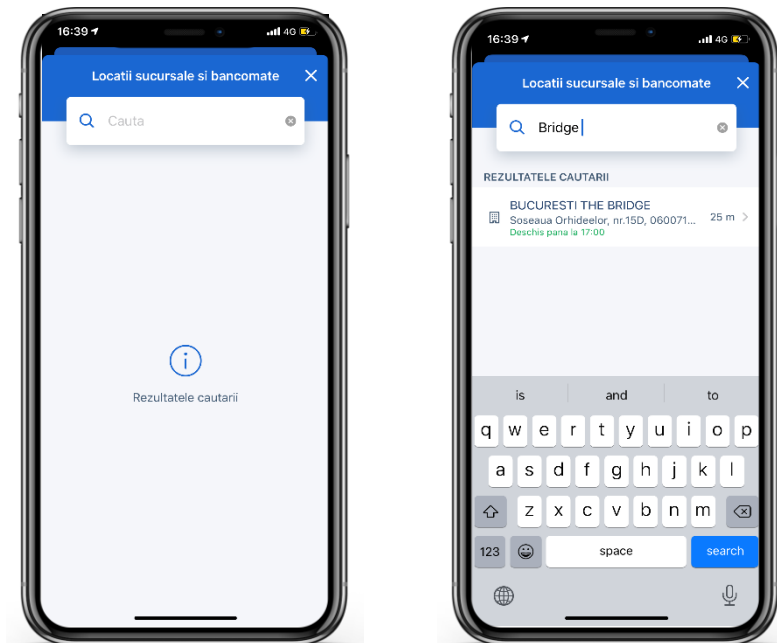 16:39
4G
Locatii sucursale si bancomate
Cauta
Rezultatele cautarii
16:39
4G
Locatii sucursale si bancomate
Bridge
REZULTATELE CAUTARII
BUCURESTI THE BRIDGE
Soseaua Orhideelor, nr.15D, 060071...
25 m
Deschis pana la 17:00
is and to
q w e r t y u i o p
a s d f g h j k l
z x c v b n m
123 space search